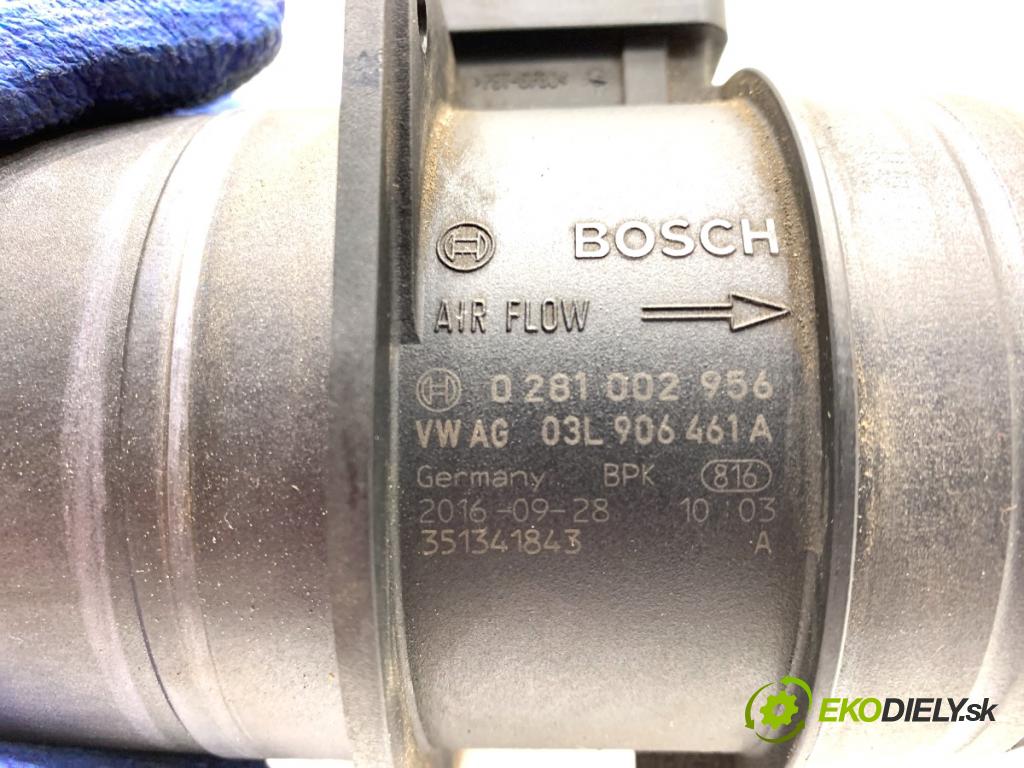 BOSCH
AIR FLOW
0 281 002 956
VW AG 03L 906 461 A
Germany BPK 816
2016-09-28 10:03
351341843 A
EKODIELY.sk